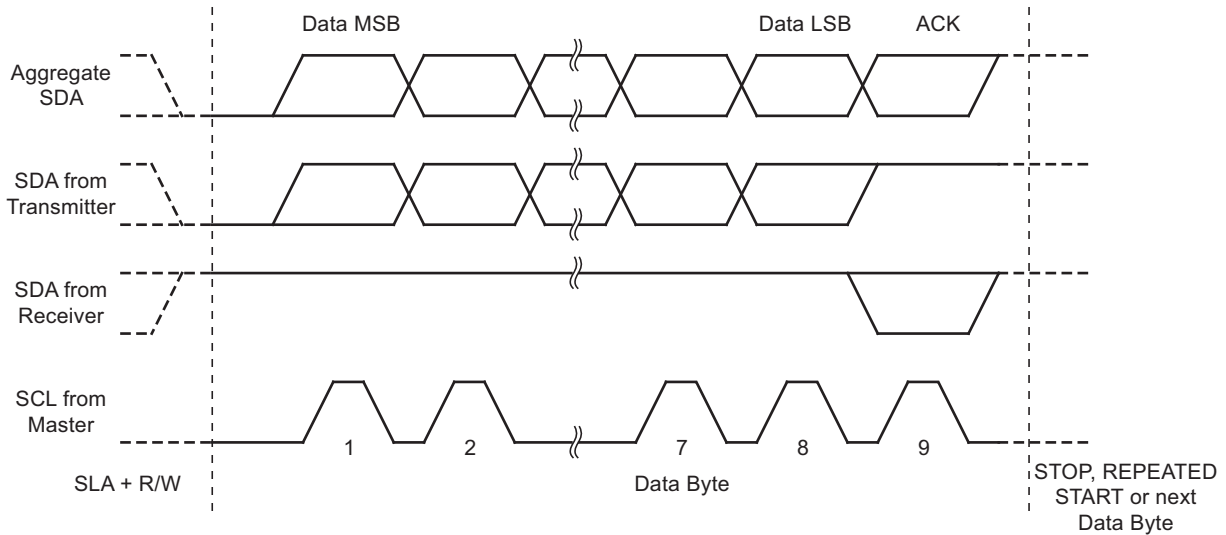 Data MSB
Data LSB
ACK
Aggregate
SDA
SDA from
Transmitter
SDA from
Receiver
SCL from
Master
1
2
7
8
9
SLA + R/W
Data Byte
STOP, REPEATED
START or next
Data Byte